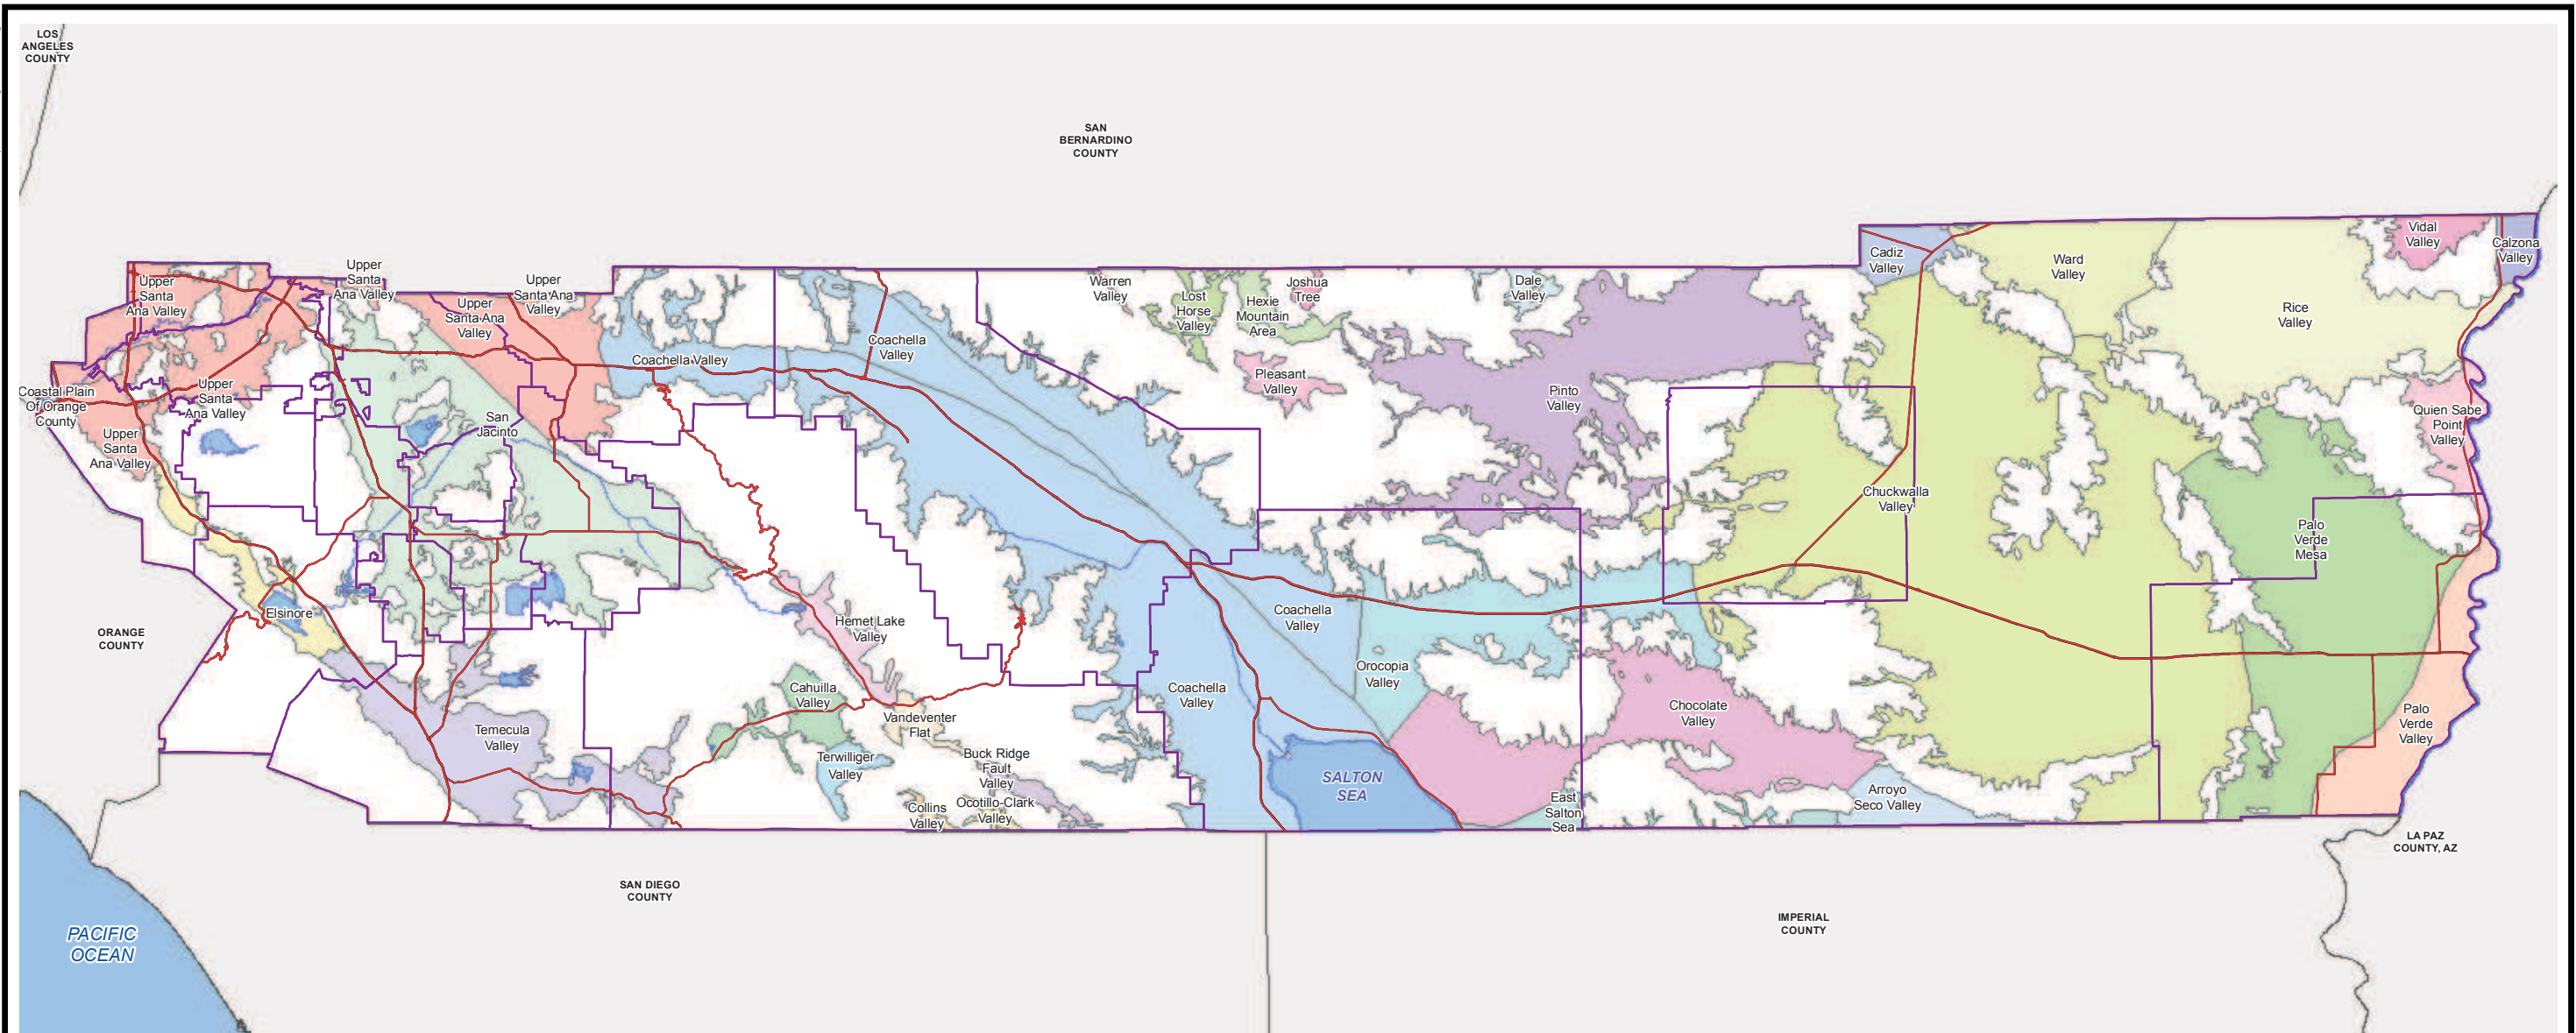 LOS
ANGELES
COUNTY
SAN
BERNARDINO
COUNTY
Upper
Santa
Ana Valley
Upper
Santa
Ana Valley
Upper
Santa Ana
Valley
Upper
Santa Ana
Valley
Coastal Plain
Of Orange
County
Upper
Santa
Ana Valley
Upper
Santa
Ana Valley
San
Jacinto
Coachella Valley
Coachella
Valley
Warren
Valley
Lost
Horse
Valley
Hexie
Mountain
Area
Joshua
Tree
Pleasant
Valley
Dale
Valley
Pinto
Valley
Cadiz
Valley
Ward
Valley
Rice
Valley
Vidal
Valley
Calzona
Valley
Quien Sabe
Point
Valley
Chuckwalla
Valley
Palo
Verde
Mesa
Elsinore
ORANGE
COUNTY
Hemet Lake
Valley
Coachella
Valley
Orocopia
Valley
Cahuilla
Valley
Vandeventer
Flat
Coachella
Valley
Chocolate
Valley
Palo
Verde
Valley
Temecula
Valley
Terwilliger
Valley
Buck Ridge
Fault
Valley
Collins
Valley
Ocotillo-Clark
Valley
SALTON
SEA
East
Salton
Sea
Arroyo
Seco Valley
LA PAZ
COUNTY, AZ
SAN DIEGO
COUNTY
IMPERIAL
COUNTY
PACIFIC
OCEAN